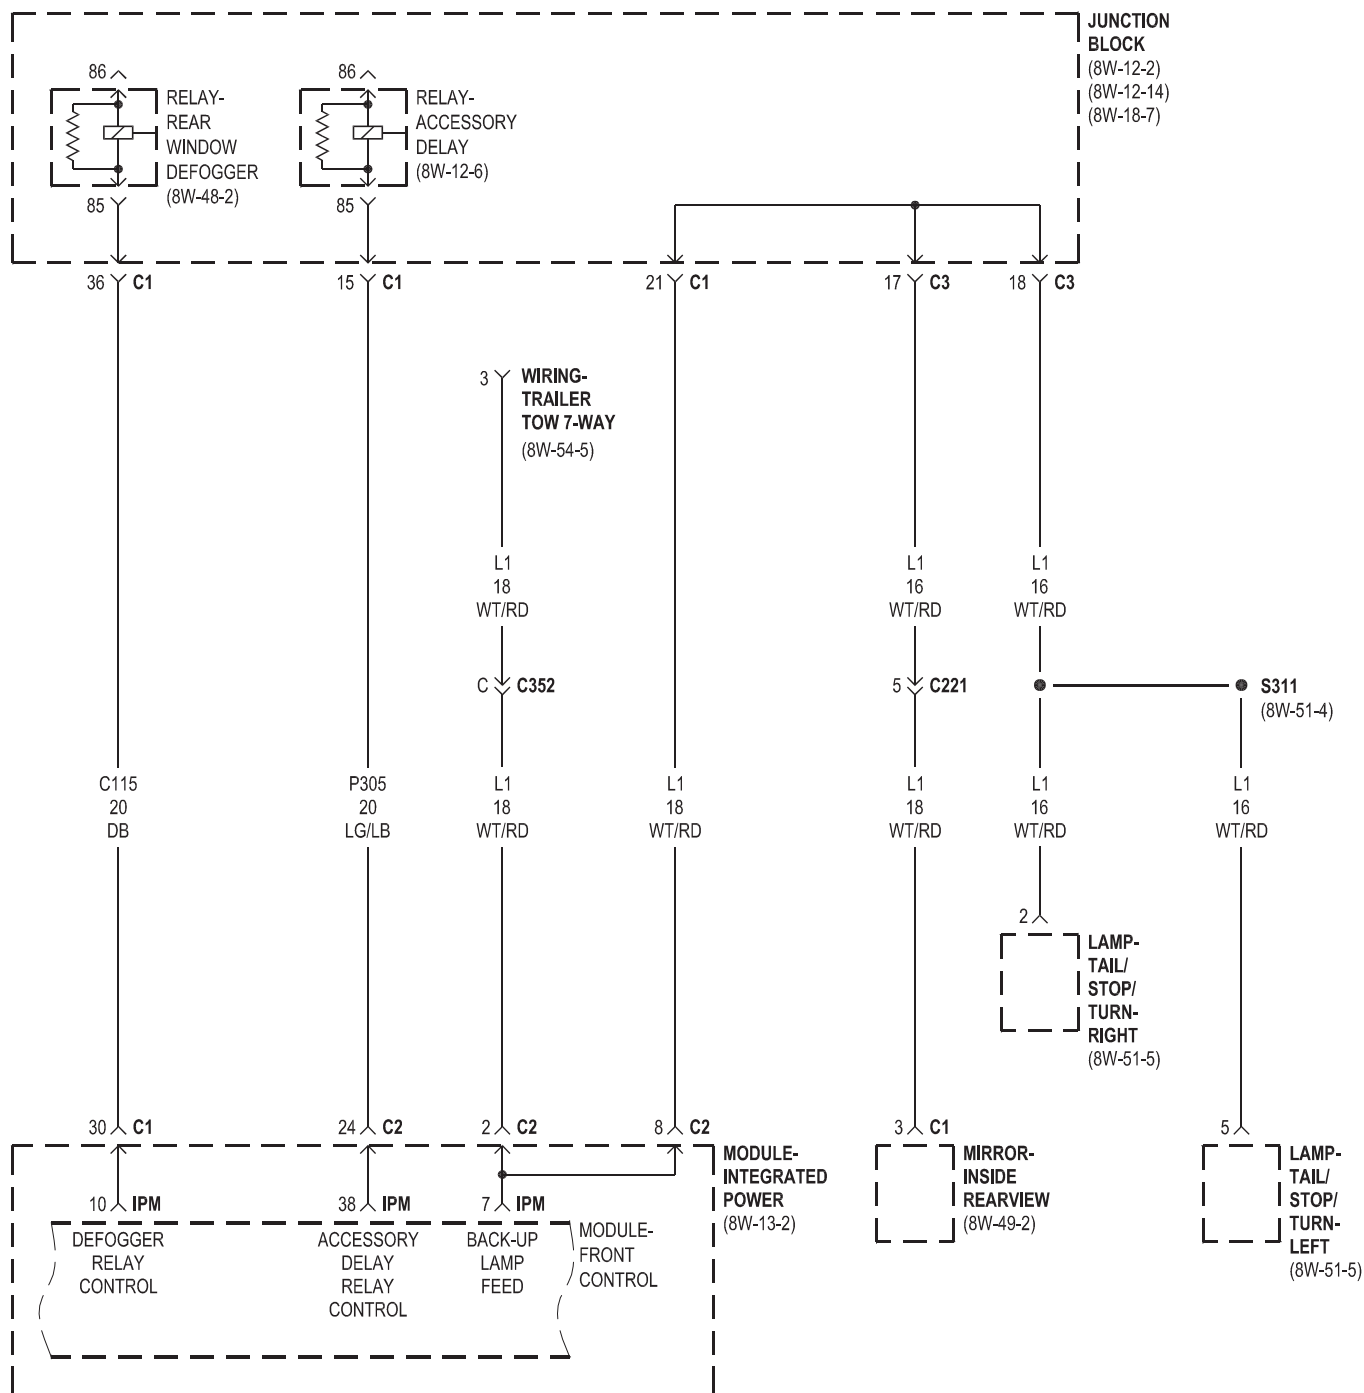 JUNCTION
BLOCK
(8W-12-2)
(8W-12-14)
(8W-18-7)
86
RELAY-
REAR
WINDOW
DEFOGGER
(8W-48-2)
85
86
RELAY-
ACCESSORY
DELAY
(8W-12-6)
85
36 C1
15 C1
21 C1
17 C3
18 C3
3 WIRING-
TRAILER
TOW 7-WAY
(8W-54-5)
L1
18
WT/RD
L1
16
WT/RD
L1
16
WT/RD
C C352
5 C221
S311
(8W-51-4)
C115
20
DB
P305
20
LG/LB
L1
18
WT/RD
L1
18
WT/RD
L1
18
WT/RD
L1
16
WT/RD
L1
16
WT/RD
2
LAMP-
TAIL/
STOP/
TURN-
RIGHT
(8W-51-5)
30 C1
24 C2
2 C2
8 C2
3 C1
5
MODULE-
INTEGRATED
POWER
(8W-13-2)
MIRROR-
INSIDE
REARVIEW
(8W-49-2)
LAMP-
TAIL/
STOP/
TURN-
LEFT
(8W-51-5)
10 IPM
38 IPM
7 IPM
DEFOGGER
RELAY
CONTROL
ACCESSORY
DELAY
RELAY
CONTROL
BACK-UP
LAMP
FEED
MODULE-
FRONT
CONTROL